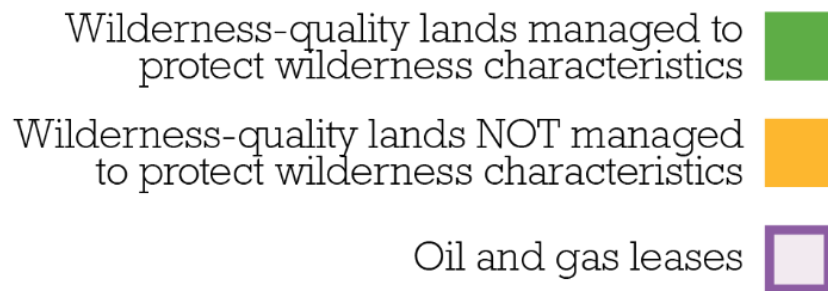 Wilderness-quality lands managed to
protect wilderness characteristics
Wilderness-quality lands NOT managed
to protect wilderness characteristics
Oil and gas leases